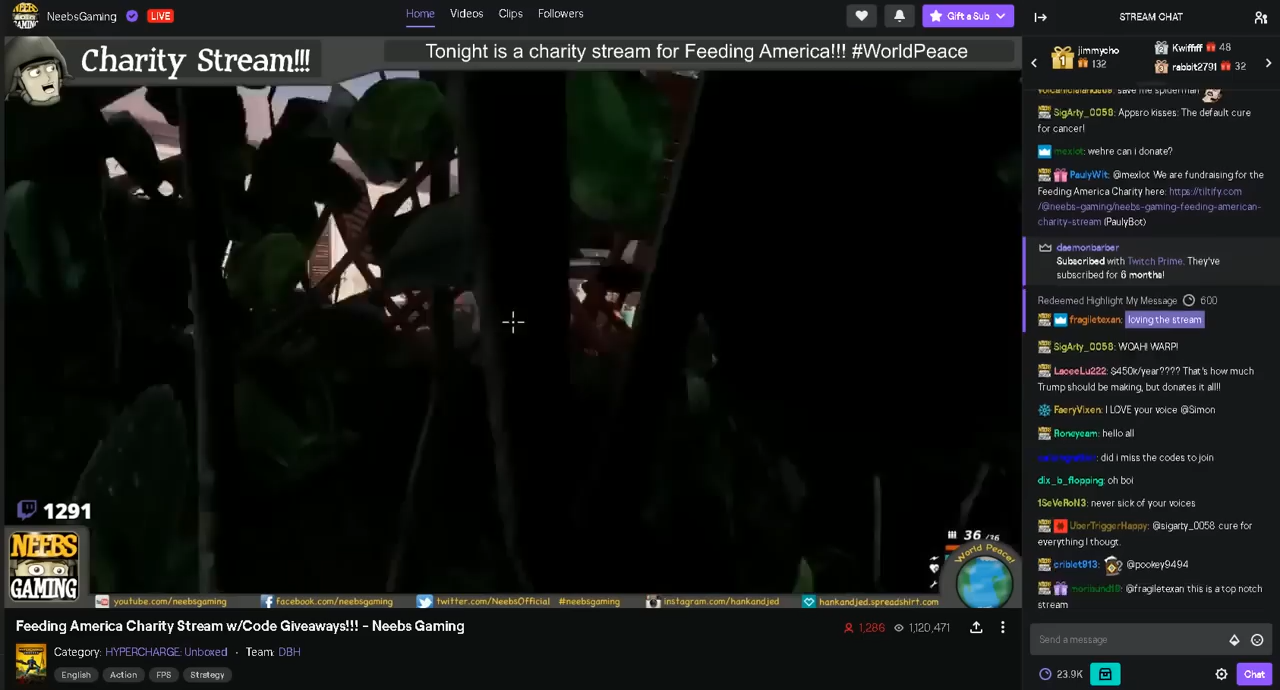 NeebsGaming
LIVE
Home
Videos
Clips
Followers
Gift a Sub
STREAM CHAT
Charity Stream!!!
Tonight is a charity stream for Feeding America!!! #WorldPeace
1 jimmycho
132
2 Kwiffiff 48
3 rabbit2791 32
save me spiderman
SigArty_0058: Appsro kisses: The default cure
for cancer!
mexlot: wehre can i donate?
PaulyWit: @mexlot We are fundraising for the
Feeding America Charity here: https://tiltify.com
/@neebs-gaming/neebs-gaming-feeding-american-
charity-stream (PaulyBot)
daemonbarber
Subscribed with Twitch Prime. They've
subscribed for 6 months!
Redeemed Highlight My Message 600
fragiletexan: loving the stream
SigArty_0058: WOAH! WARP!
LaceeLu222: $450k/year???? That's how much
Trump should be making, but donates it all!!
FaeryVixen: I LOVE your voice @Simon
Roneyeam: hello all
: did i miss the codes to join
dix_b_flopping: oh boi
1SeVeRoN3: never sick of your voices
UberTriggerHappy: @sigarty_0058 cure for
everything I thougt.
criblet913: @pookey9494
@fragiletexan this is a top notch
stream
1291
36 /36
World Peace!
NEEBS
GAMING
youtube.com/neebsgaming
facebook.com/neebsgaming
twitter.com/NeebsOfficial #neebsgaming
instagram.com/hankandjed
hankandjed.spreadshirt.com
Feeding America Charity Stream w/Code Giveaways!!! - Neebs Gaming
1,286
1,120,471
Category: HYPERCHARGE: Unboxed · Team: DBH
English
Action
FPS
Strategy
Send a message
23.9K
Chat